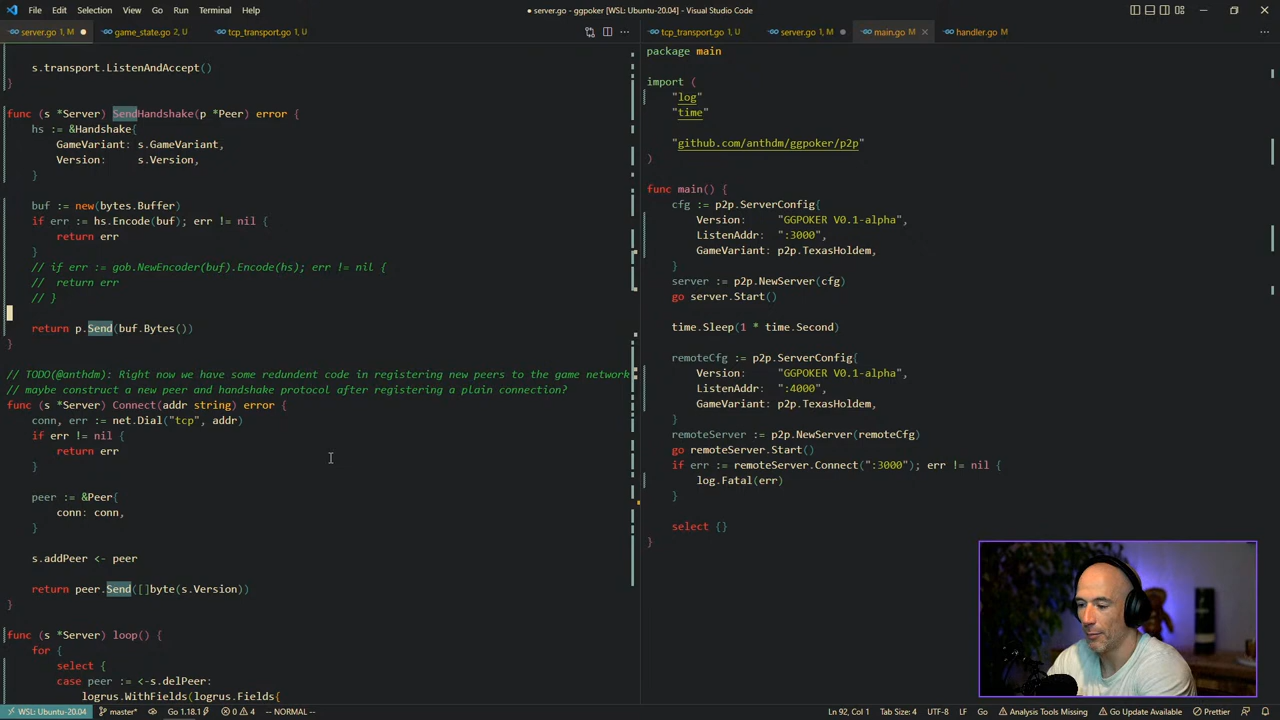 File Edit Selection View Go Run Terminal Help
● server.go - ggpoker [WSL: Ubuntu-20.04] - Visual Studio Code
server.go 1, M
game_state.go 2, U
tcp_transport.go 1, U
s.transport.ListenAndAccept()
}
func (s *Server) SendHandshake(p *Peer) error {
hs := &Handshake{
GameVariant: s.GameVariant,
Version: s.Version,
}
buf := new(bytes.Buffer)
if err := hs.Encode(buf); err != nil {
return err
}
// if err := gob.NewEncoder(buf).Encode(hs); err != nil {
// return err
// }
return p.Send(buf.Bytes())
}
// TODO(@anthdm): Right now we have some redundent code in registering new peers to the game network
// maybe construct a new peer and handshake protocol after registering a plain connection?
func (s *Server) Connect(addr string) error {
conn, err := net.Dial("tcp", addr)
if err != nil {
return err
}
peer := &Peer{
conn: conn,
}
s.addPeer <- peer
return peer.Send([]byte(s.Version))
}
func (s *Server) loop() {
for {
select {
case peer := <-s.delPeer:
logrus.WithFields(logrus.Fields{
tcp_transport.go 1, U
server.go 1, M
main.go M
handler.go M
package main
import (
"log"
"time"
"github.com/anthdm/ggpoker/p2p"
)
func main() {
cfg := p2p.ServerConfig{
Version: "GGPOKER V0.1-alpha",
ListenAddr: ":3000",
GameVariant: p2p.TexasHoldem,
}
server := p2p.NewServer(cfg)
go server.Start()
time.Sleep(1 * time.Second)
remoteCfg := p2p.ServerConfig{
Version: "GGPOKER V0.1-alpha",
ListenAddr: ":4000",
GameVariant: p2p.TexasHoldem,
}
remoteServer := p2p.NewServer(remoteCfg)
go remoteServer.Start()
if err := remoteServer.Connect(":3000"); err != nil {
log.Fatal(err)
}
select {}
}
WSL: Ubuntu-20.04 master* Go 1.18.1 0 4 -- NORMAL -- Ln 92, Col 1 Tab Size: 4 UTF-8 LF Go Analysis Tools Missing Go Update Available Prettier